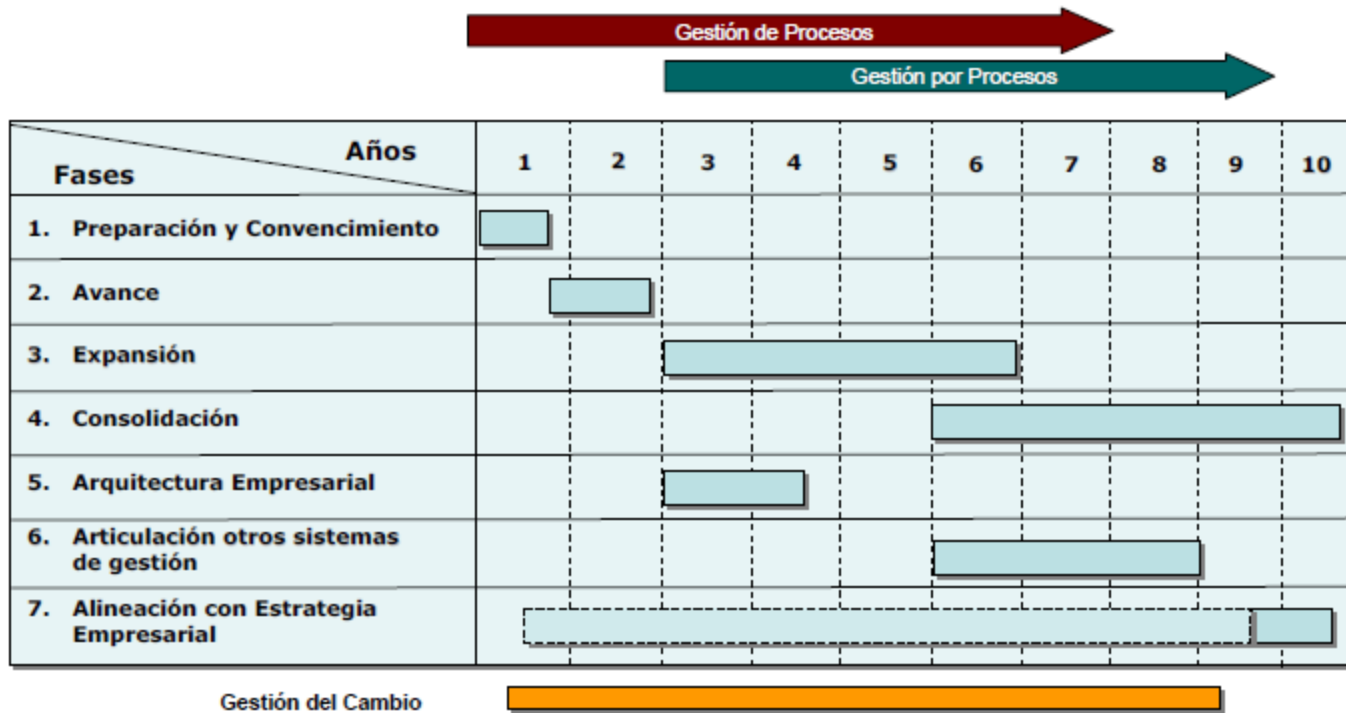 Gestión de Procesos
Gestión por Procesos
Años
Fases
1 2 3 4 5 6 7 8 9 10
1. Preparación y Convencimiento
2. Avance
3. Expansión
4. Consolidación
5. Arquitectura Empresarial
6. Articulación otros sistemas
de gestión
7. Alineación con Estrategia
Empresarial
Gestión del Cambio